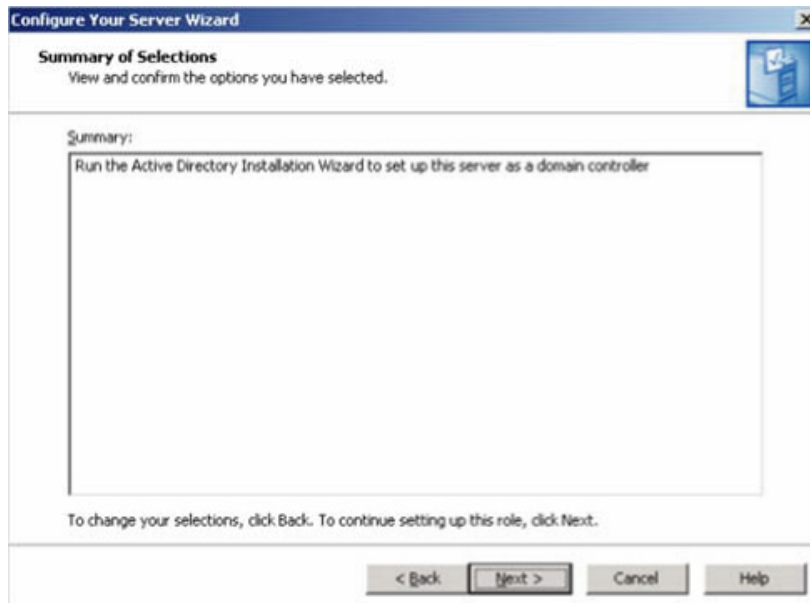 Configure Your Server Wizard
Summary of Selections
View and confirm the options you have selected.
Summary:
Run the Active Directory Installation Wizard to set up this server as a domain controller
To change your selections, click Back. To continue setting up this role, click Next.
< Back
Next >
Cancel
Help